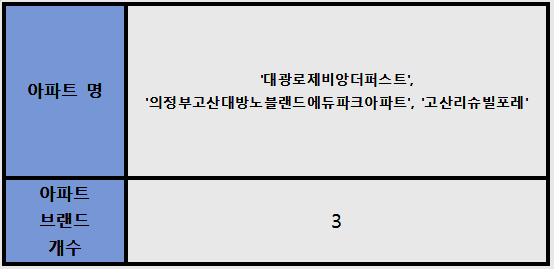 아파트 명
'대광로제비앙더퍼스트',
'의정부고산대방노블랜드에듀파크아파트', '고산리슈빌포레'
아파트
브랜드
개수
3